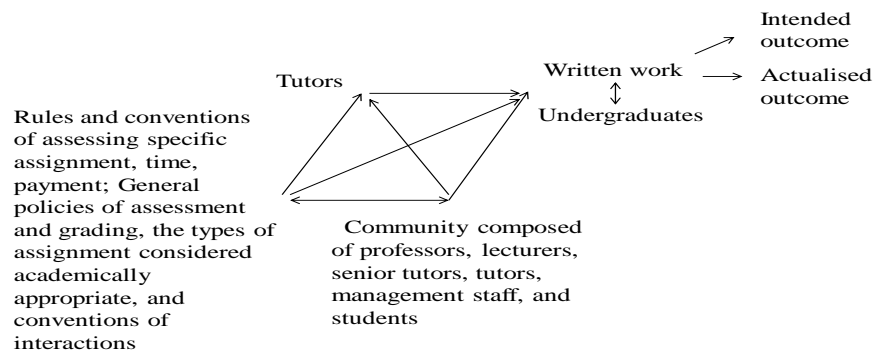 Intended
outcome
Tutors
Written work
Actualised
outcome
Undergraduates
Rules and conventions
of assessing specific
assignment, time,
payment; General
policies of assessment
and grading, the types of
assignment considered
academically
appropriate, and
conventions of
interactions
Community composed
of professors, lecturers,
senior tutors, tutors,
management staff, and
students